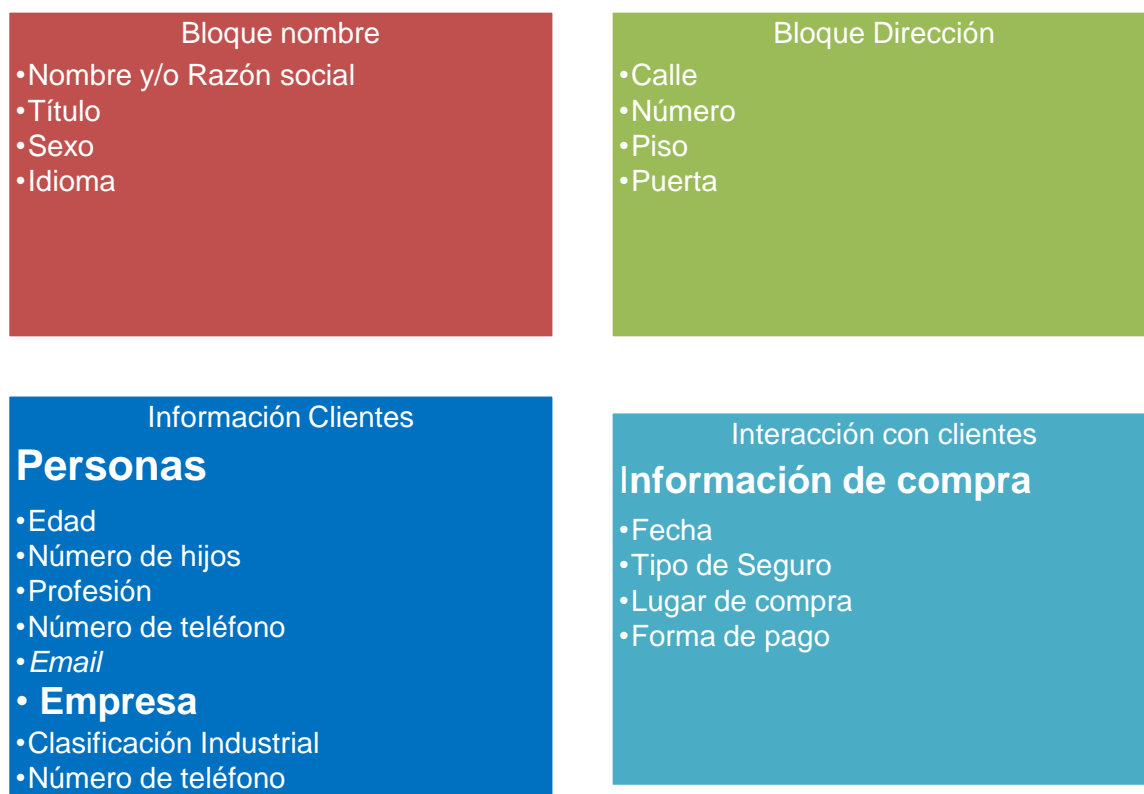 Bloque nombre
•Nombre y/o Razón social
•Título
•Sexo
•Idioma
Bloque Dirección
•Calle
•Número
•Piso
•Puerta
Información Clientes
Personas
•Edad
•Número de hijos
•Profesión
•Número de teléfono
•Email
• Empresa
•Clasificación Industrial
•Número de teléfono
Interacción con clientes
Información de compra
•Fecha
•Tipo de Seguro
•Lugar de compra
•Forma de pago